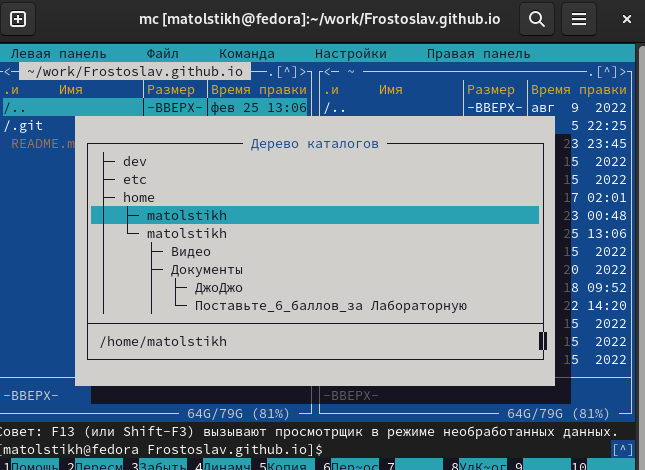 mc [matolstikh@fedora]:~/work/Frostoslav.github.io
Левая панель Файл Команда Настройки Правая панель
<— ~/work/Frostoslav.github.io —.[^]> <— ~ —.[^]>
.и Имя Размер Время правки .и Имя Размер Время правки
/.. -ВВЕРХ- фев 25 13:06 /.. -ВВЕРХ- авг 9 2022
/.git 5 22:25
README.m 23 23:45
Дерево каталогов
dev 15 2022
etc 15 2022
home 17 02:01
matolstikh 23 00:48
matolstikh 25 13:06
Видео 15 2022
Документы 20 2022
ДжоДжо 18 09:52
Поставьте_6_баллов_за Лабораторную 22 14:20
15 2022
/home/matolstikh 15 2022
15 2022
-ВВЕРХ- -ВВЕРХ-
64G/79G (81%) 64G/79G (81%)
Совет: F13 (или Shift-F3) вызывают просмотрщик в режиме необработанных данных.
[matolstikh@fedora Frostoslav.github.io]$ [^]
1Помощь 2Пересм 3Забыть 4Динамч 5Копия 6Пер~ос 7 8УдК~ог 9 10